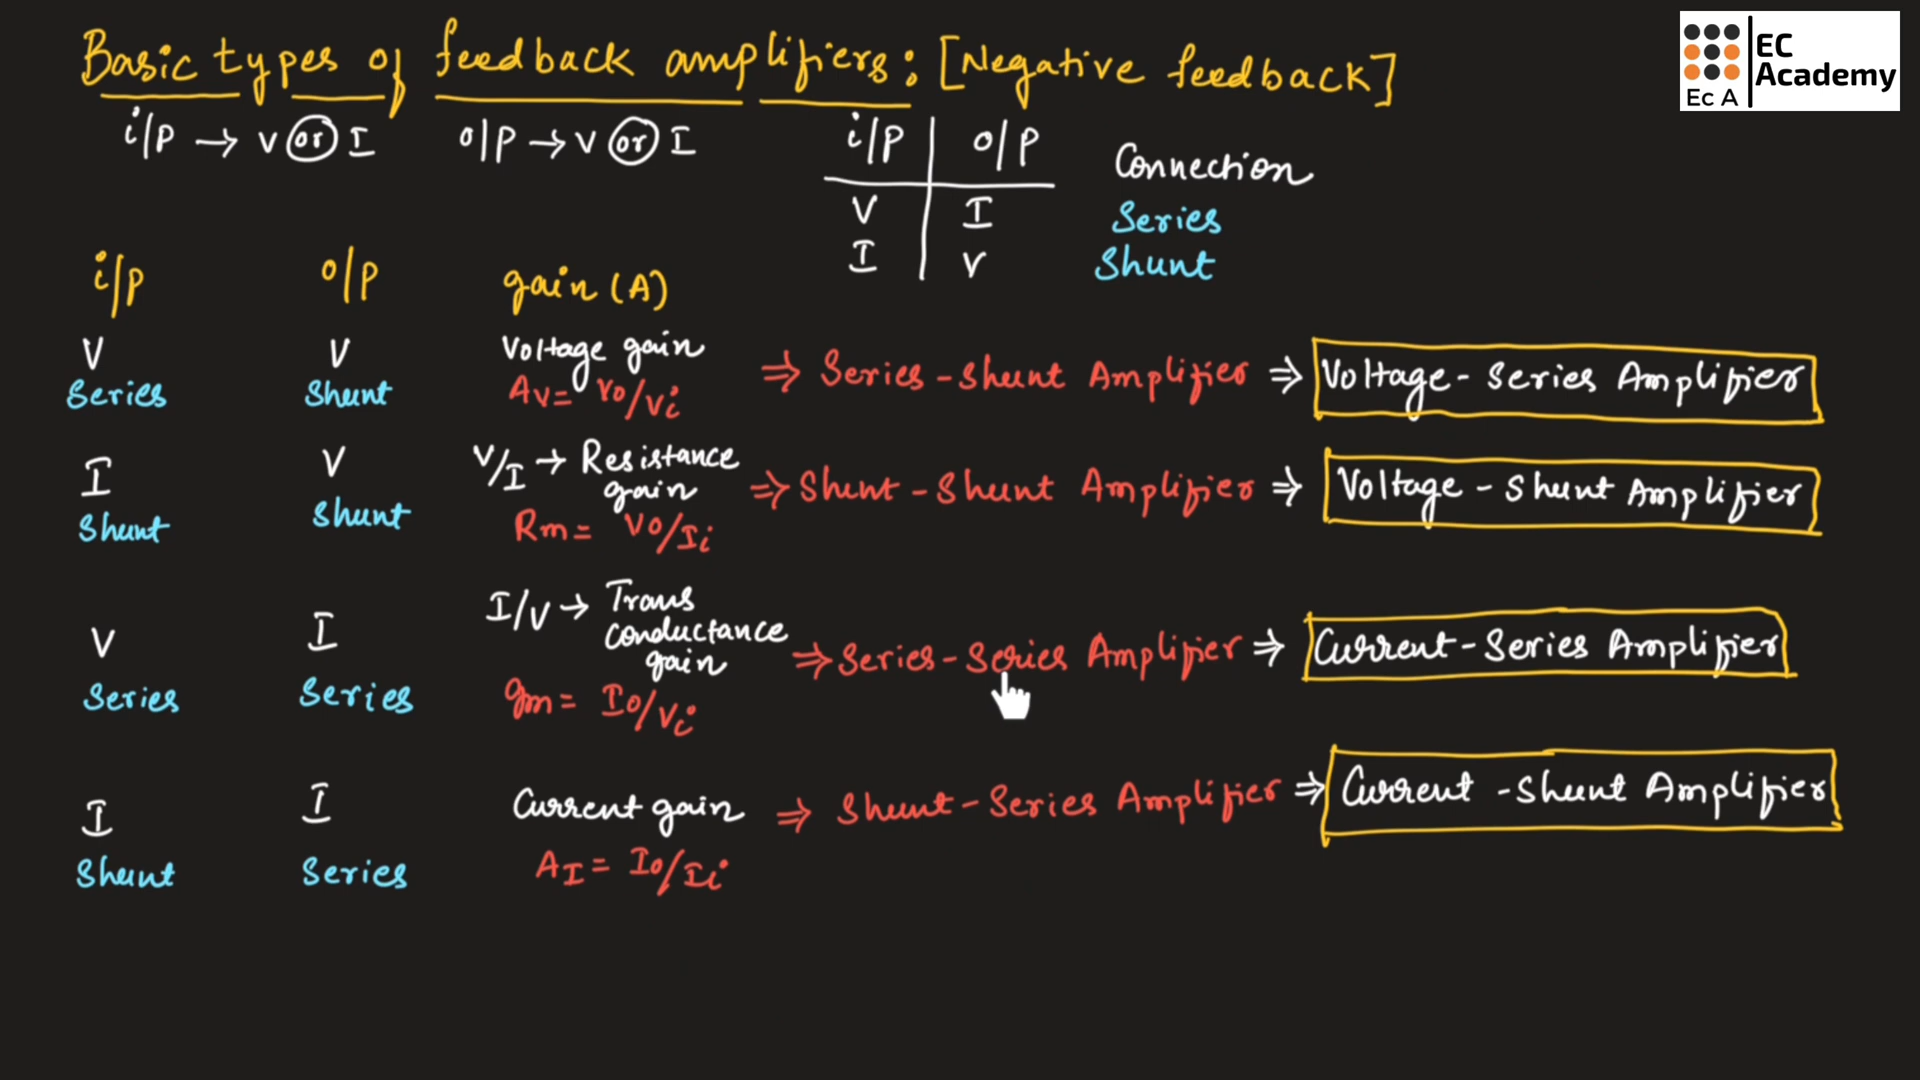 Basic types of feedback amplifiers: [Negative feedback]
EC Academy
Ec A
i/p → V or I
o/p → V or I
i/p o/p
Connection
V I
Series
I V
Shunt
i/p o/p gain (A)
V V Voltage gain
Series Shunt Av = Vo/Vi
⇒ Series - Shunt Amplifier ⇒ Voltage - Series Amplifier
I V V/I → Resistance gain
Shunt Shunt Rm = Vo/Ii
⇒ Shunt - Shunt Amplifier ⇒ Voltage - Shunt Amplifier
V I I/V → Trans conductance gain
Series Series gm = Io/Vi
⇒ Series - Series Amplifier ⇒ Current - Series Amplifier
I I Current gain
Shunt Series AI = Io/Ii
⇒ Shunt - Series Amplifier ⇒ Current - Shunt Amplifier